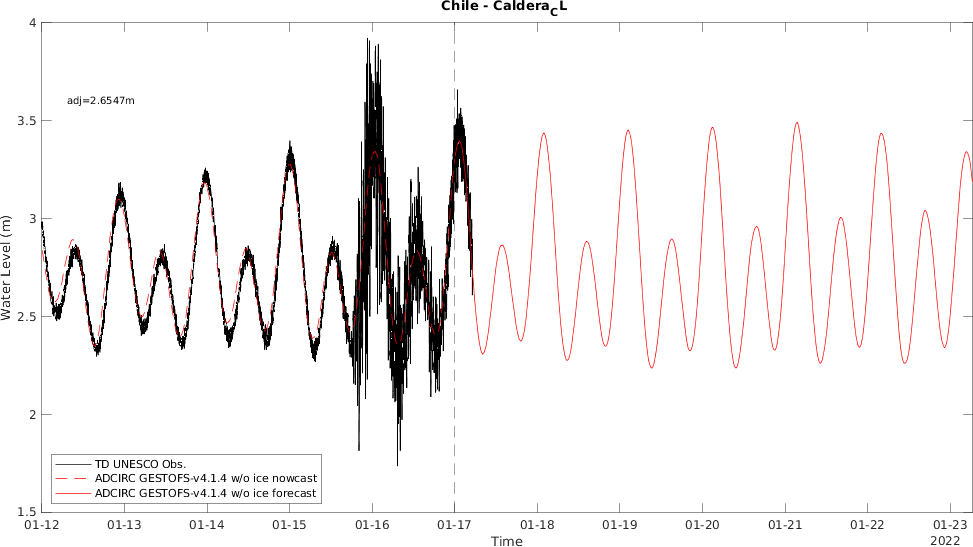 Chile - Caldera_CL
4
3.5
3
2.5
2
1.5
Water Level (m)
adj=2.6547m
TD UNESCO Obs.
ADCIRC GESTOFS-v4.1.4 w/o ice nowcast
ADCIRC GESTOFS-v4.1.4 w/o ice forecast
01-12 01-13 01-14 01-15 01-16 01-17 01-18 01-19 01-20 01-21 01-22 01-23
Time
2022